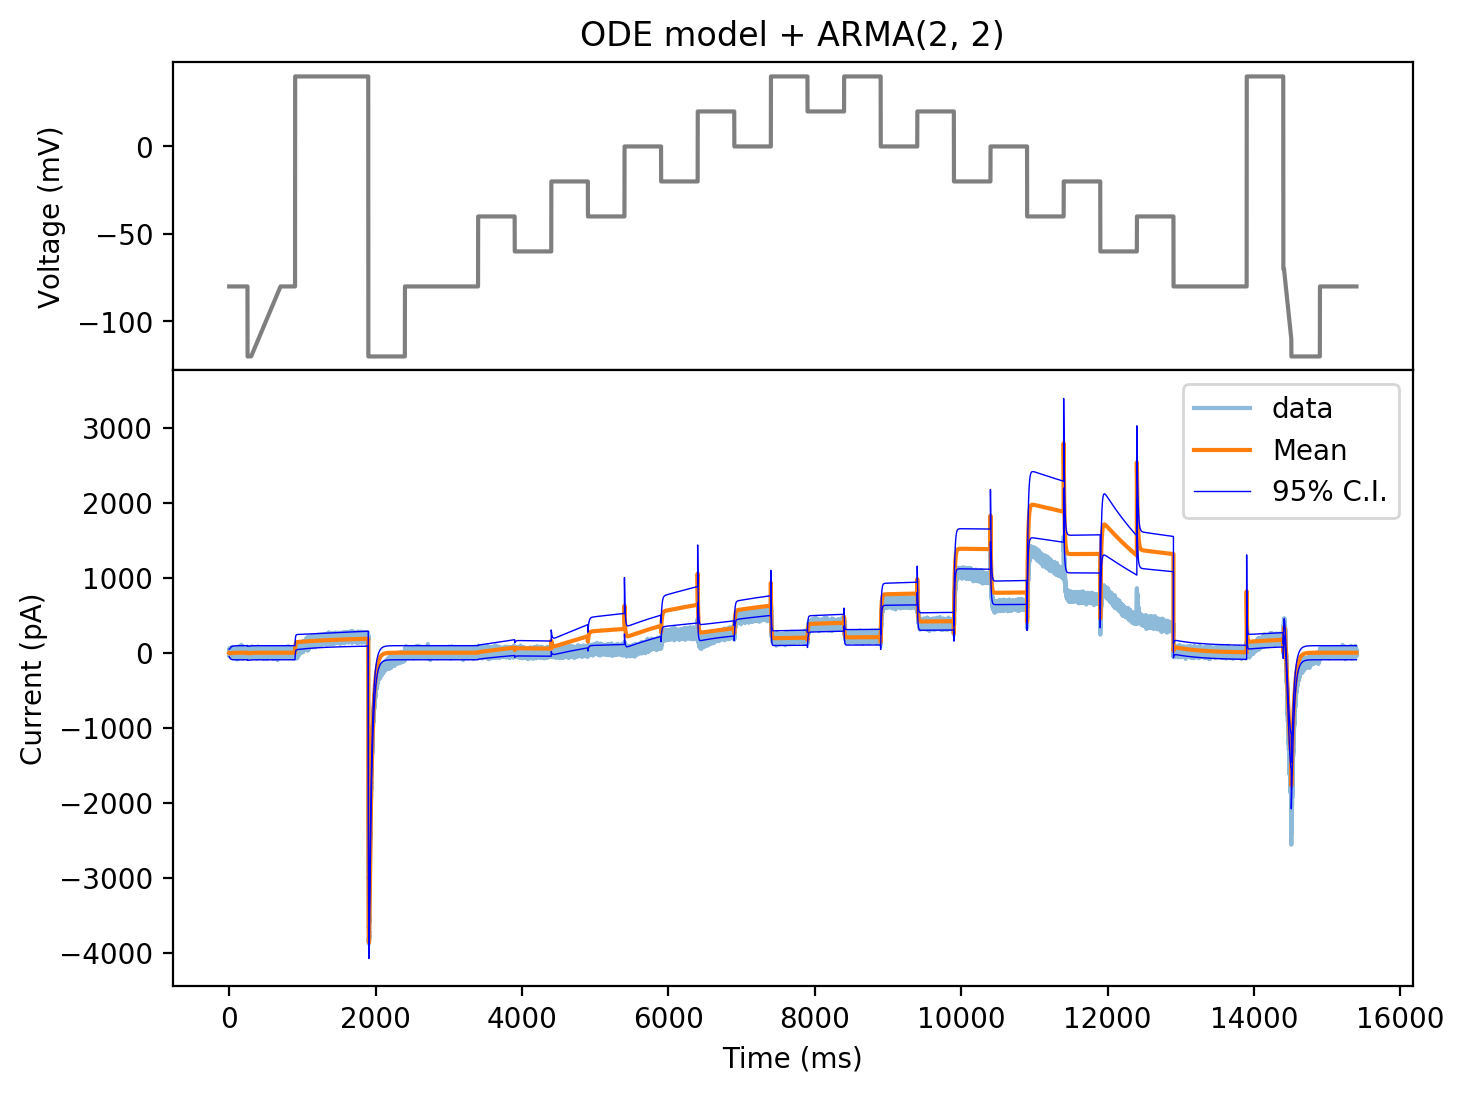 ODE model + ARMA(2, 2)
Voltage (mV)
0
−50
−100
Current (pA)
3000
2000
1000
0
−1000
−2000
−3000
−4000
data
Mean
95% C.I.
0 2000 4000 6000 8000 10000 12000 14000 16000
Time (ms)